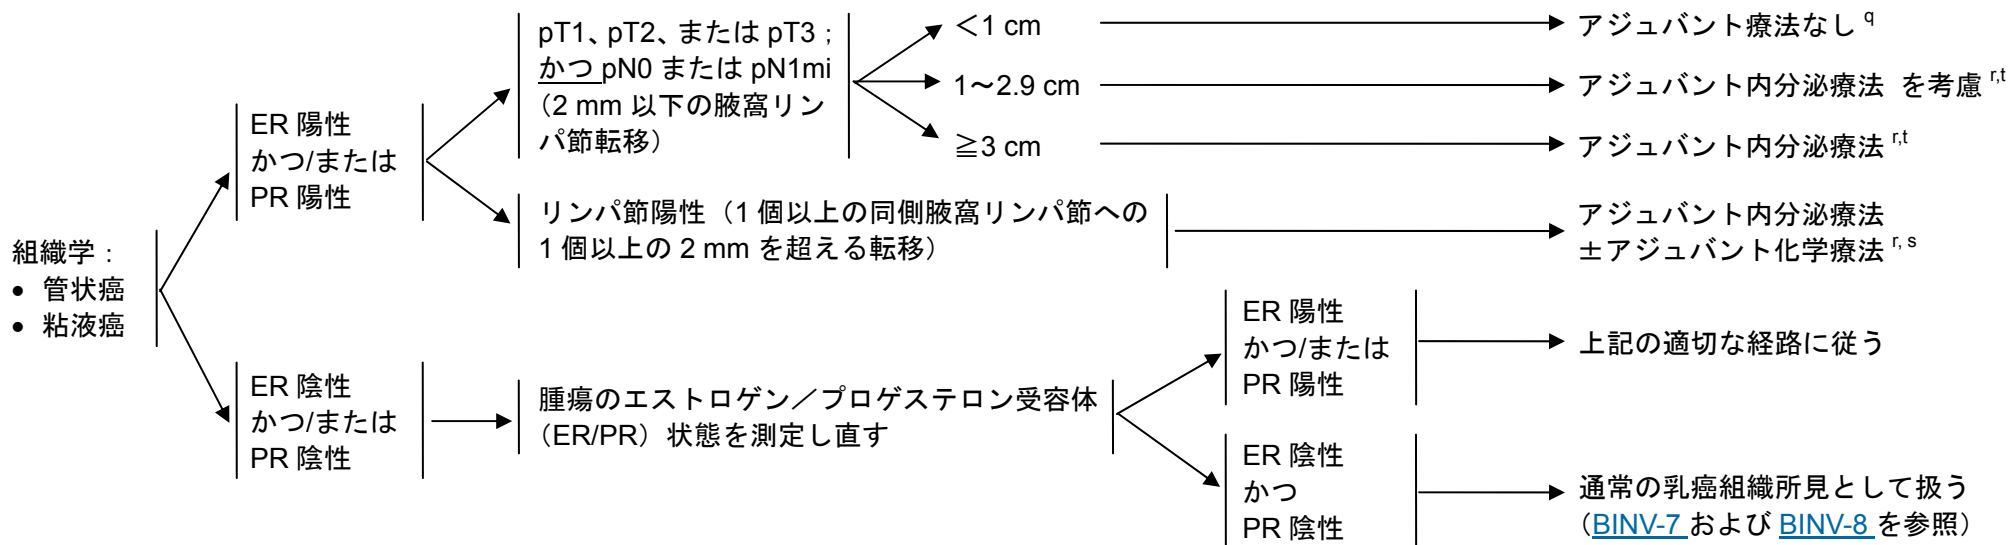 組織学：
• 管状癌
• 粘液癌
ER 陽性
かつ/または
PR 陽性
pT1、pT2、または pT3；
かつ pN0 または pN1mi
（2 mm 以下の腋窩リン
パ節転移）
＜1 cm
アジュバント療法なし q
1～2.9 cm
アジュバント内分泌療法 を考慮 r,t
≧3 cm
アジュバント内分泌療法 r,t
リンパ節陽性（1 個以上の同側腋窩リンパ節への
1 個以上の 2 mm を超える転移）
アジュバント内分泌療法
±アジュバント化学療法 r, s
ER 陰性
かつ/または
PR 陰性
腫瘍のエストロゲン／プロゲステロン受容体
（ER/PR）状態を測定し直す
ER 陽性
かつ/または
PR 陽性
上記の適切な経路に従う
ER 陰性
かつ
PR 陰性
通常の乳癌組織所見として扱う
（BINV-7 および BINV-8 を参照）